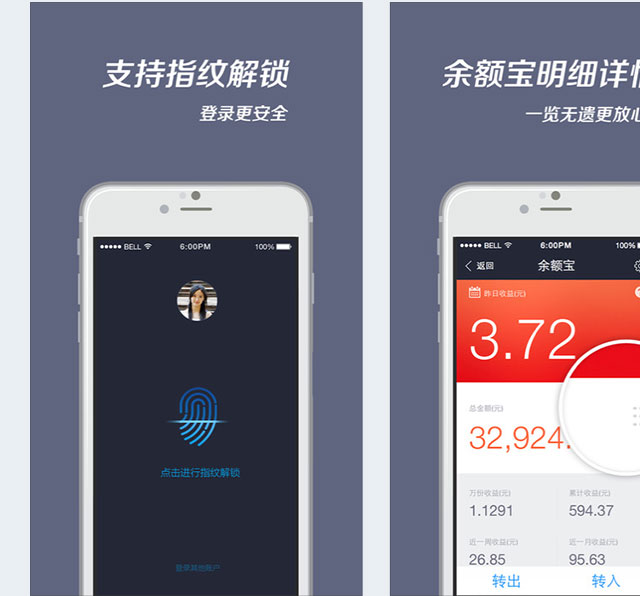 支持指纹解锁
登录更安全
BELL 6:00PM 100%
点击进行指纹解锁
登录其他账户
余额宝明细详情
一览无遗更放心
BELL 6:00PM 100%
返回 余额宝
昨日收益(元)
3.72
总金额(元)
32,924.
万份收益(元) 累计收益(元)
1.1291 594.37
近一周收益(元) 近一月收益(元)
26.85 95.63
转出 转入